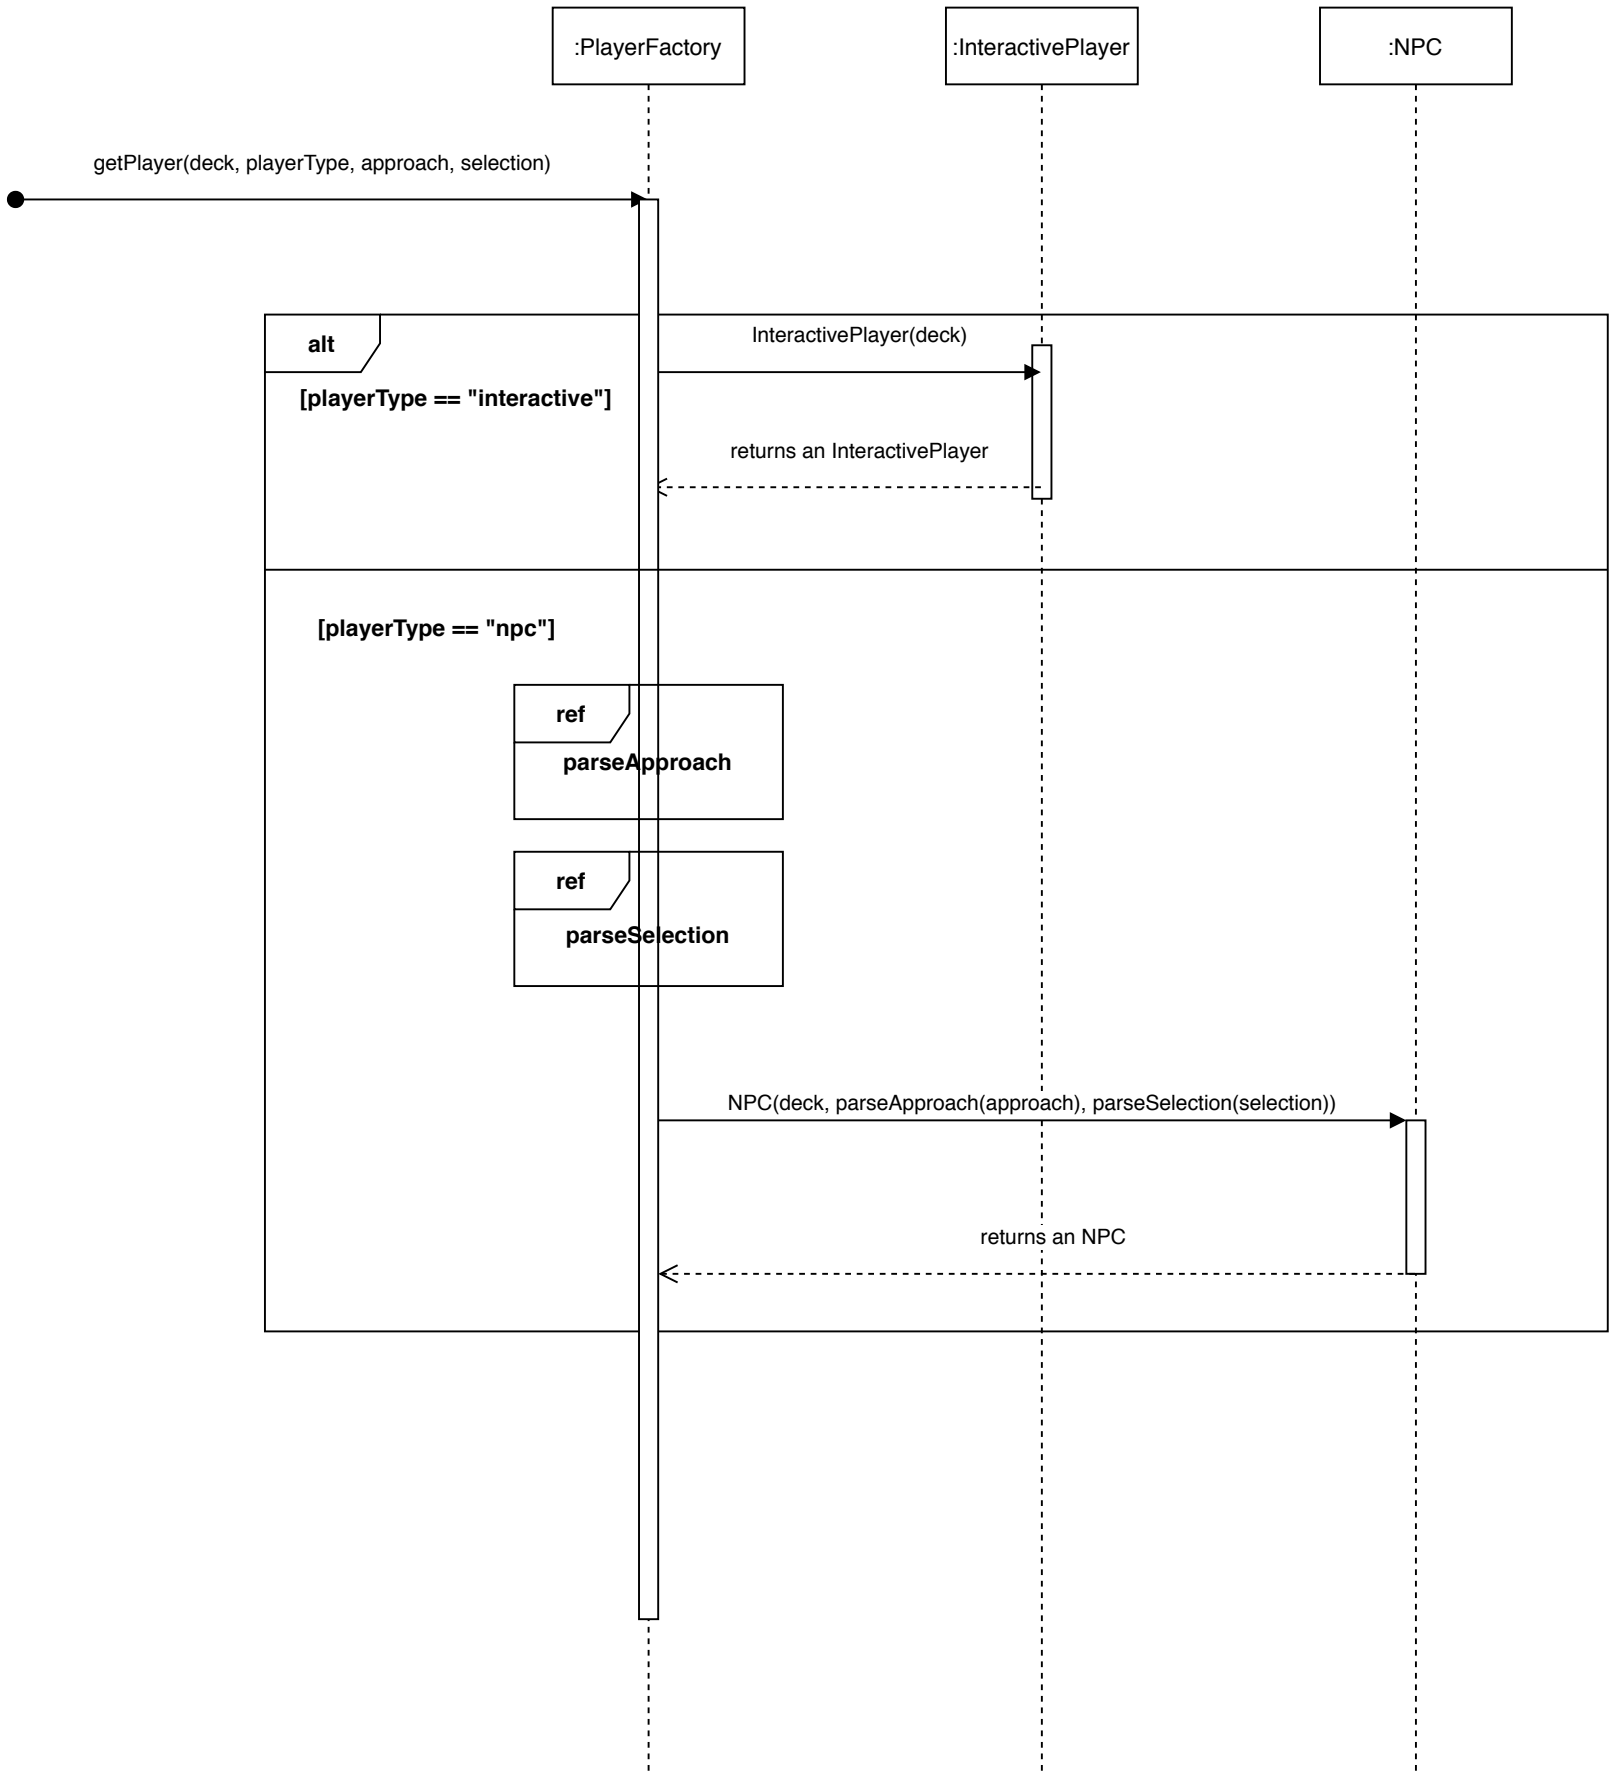 :PlayerFactory
:InteractivePlayer
:NPC
getPlayer(deck, playerType, approach, selection)
alt
InteractivePlayer(deck)
[playerType == "interactive"]
returns an InteractivePlayer
[playerType == "npc"]
ref
parseApproach
ref
parseSelection
NPC(deck, parseApproach(approach), parseSelection(selection))
returns an NPC